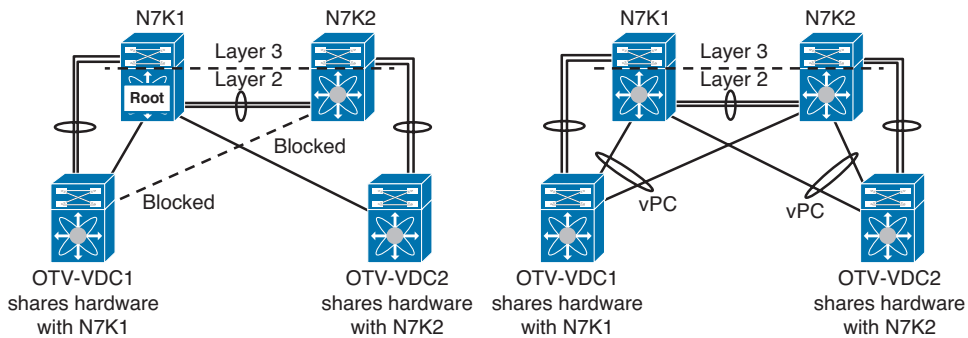 N7K1
N7K2
Layer 3
Layer 2
Root
Blocked
Blocked
OTV-VDC1
shares hardware
with N7K1
OTV-VDC2
shares hardware
with N7K2
N7K1
N7K2
Layer 3
Layer 2
vPC
vPC
OTV-VDC1
shares hardware
with N7K1
OTV-VDC2
shares hardware
with N7K2